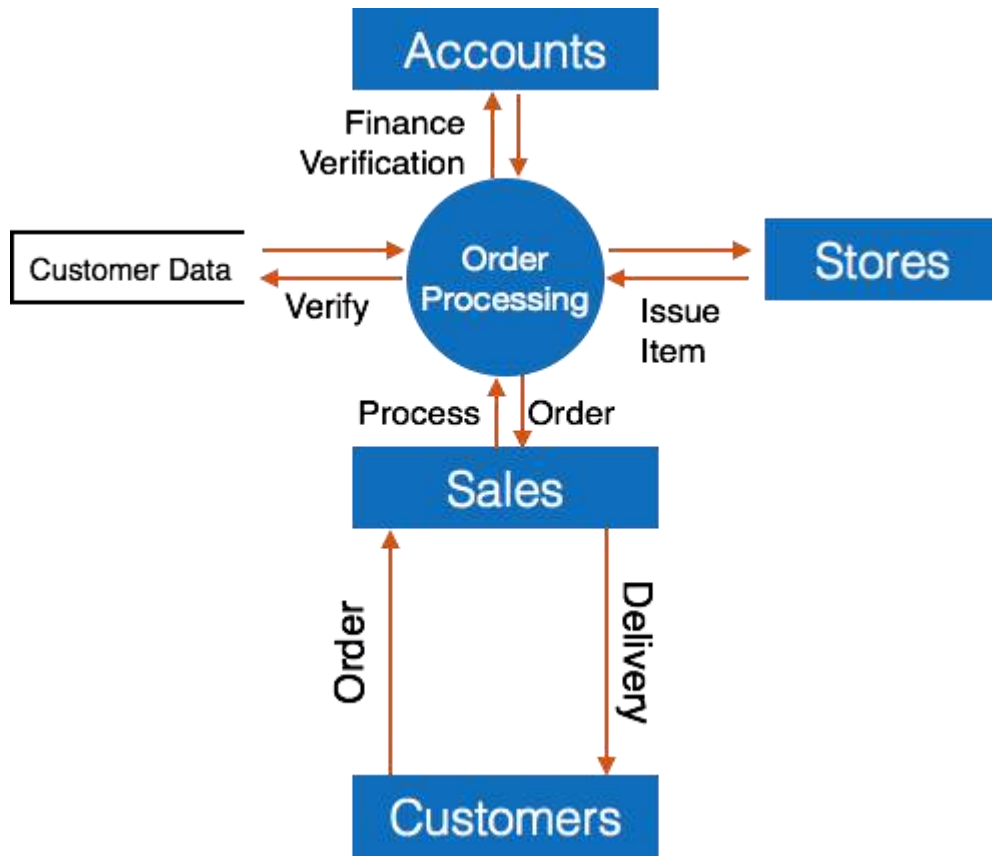 Accounts
Finance
Verification
Customer Data
Verify
Order
Processing
Stores
Issue
Item
Process
Order
Sales
Order
Delivery
Customers